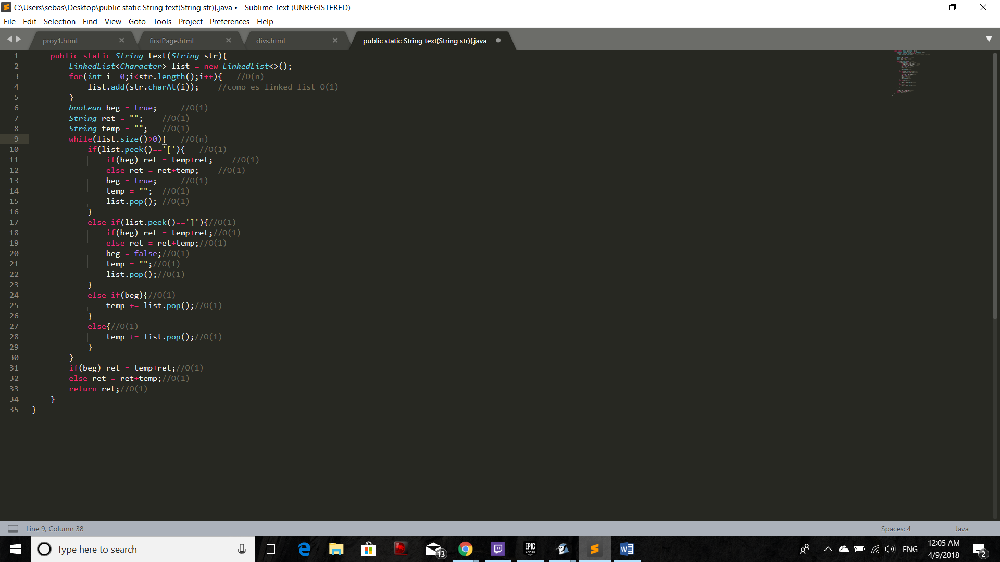 C:\Users\sebas\Desktop\public static String text(String str){.java • - Sublime Text (UNREGISTERED)
File Edit Selection Find View Goto Tools Project Preferences Help
proy1.html firstPage.html divs.html public static String text(String str){.java
1 public static String text(String str){
2 LinkedList<Character> list = new LinkedList<>();
3 for(int i =0;i<str.length();i++){ //O(n)
4 list.add(str.charAt(i)); //como es linked list O(1)
5 }
6 boolean beg = true; //O(1)
7 String ret = ""; //O(1)
8 String temp = ""; //O(1)
9 while(list.size()>0){ //O(n)
10 if(list.peek()=='['){ //O(1)
11 if(beg) ret = temp+ret; //O(1)
12 else ret = ret+temp; //O(1)
13 beg = true; //O(1)
14 temp = ""; //O(1)
15 list.pop(); //O(1)
16 }
17 else if(list.peek()==']'){//O(1)
18 if(beg) ret = temp+ret;//O(1)
19 else ret = ret+temp;//O(1)
20 beg = false;//O(1)
21 temp = "";//O(1)
22 list.pop();//O(1)
23 }
24 else if(beg){//O(1)
25 temp += list.pop();//O(1)
26 }
27 else{//O(1)
28 temp += list.pop();//O(1)
29 }
30 }
31 if(beg) ret = temp+ret;//O(1)
32 else ret = ret+temp;//O(1)
33 return ret;//O(1)
34 }
35 }
Line 9, Column 38 Spaces: 4 Java
Type here to search 13 EPIC GAMES ENG 12:05 AM 2
4/9/2018